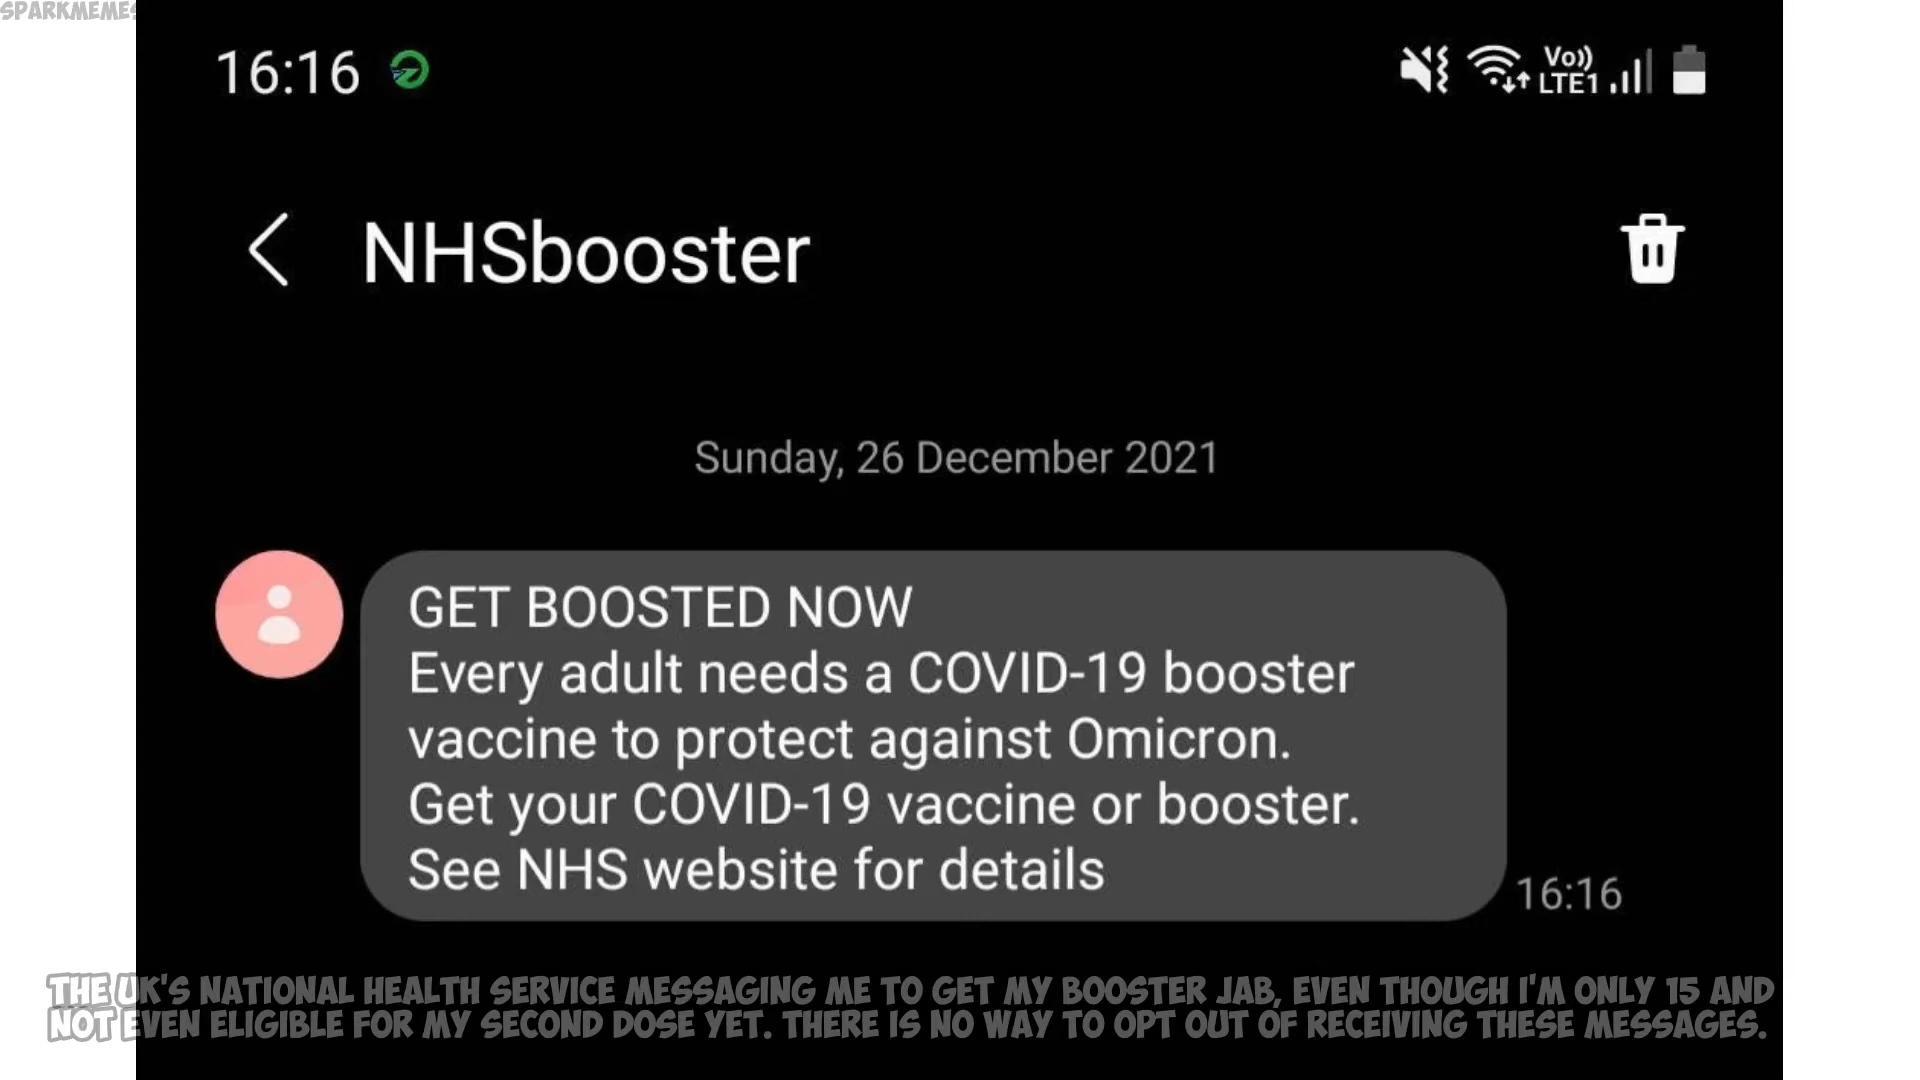 SPARKMEMES
16:16
Vo))
LTE1
NHSbooster
Sunday, 26 December 2021
GET BOOSTED NOW
Every adult needs a COVID-19 booster
vaccine to protect against Omicron.
Get your COVID-19 vaccine or booster.
See NHS website for details
16:16
THE UK'S NATIONAL HEALTH SERVICE MESSAGING ME TO GET MY BOOSTER JAB, EVEN THOUGH I'M ONLY 15 AND
NOT EVEN ELIGIBLE FOR MY SECOND DOSE YET. THERE IS NO WAY TO OPT OUT OF RECEIVING THESE MESSAGES.